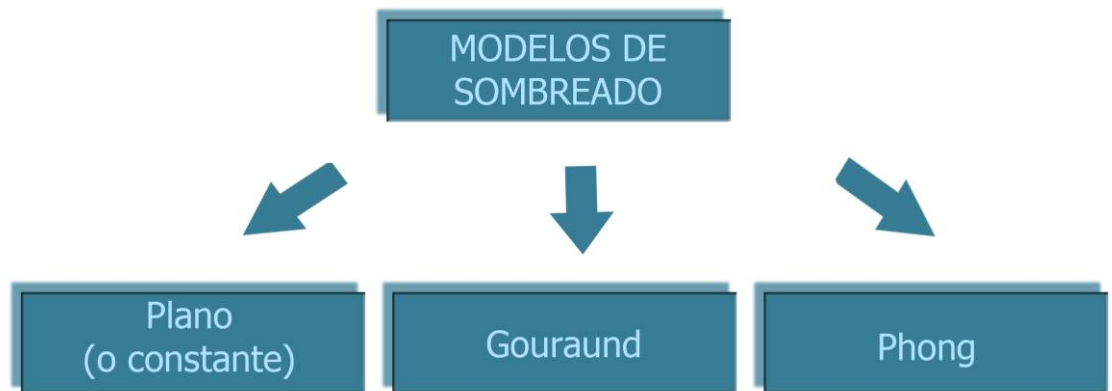 MODELOS DE
SOMBREADO
Plano
(o constante)
Gouraund
Phong